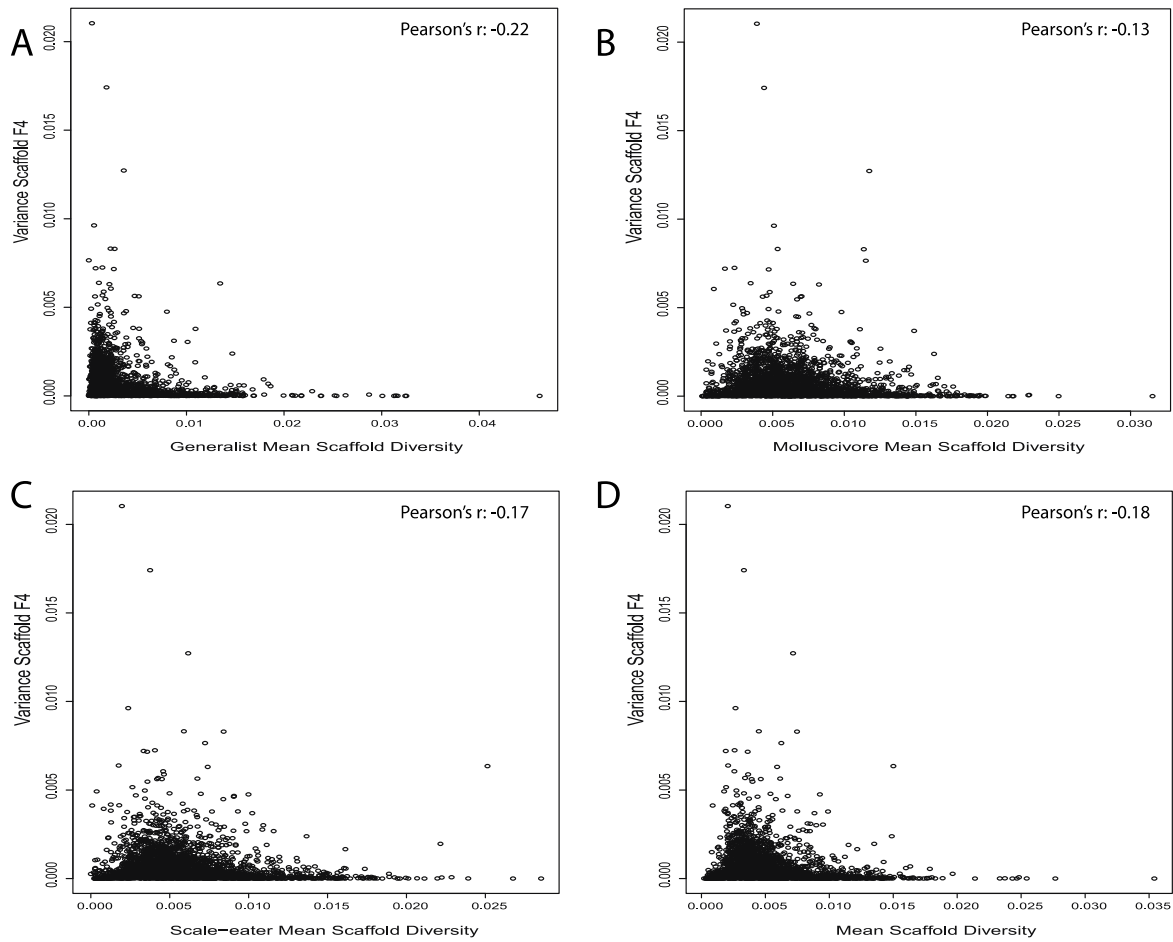 A
Pearson's r: -0.22
Variance Scaffold F4
0.000 0.005 0.010 0.015 0.020
0.00 0.01 0.02 0.03 0.04
Generalist Mean Scaffold Diversity
B
Pearson's r: -0.13
Variance Scaffold F4
0.000 0.005 0.010 0.015 0.020
0.000 0.005 0.010 0.015 0.020 0.025 0.030
Molluscivore Mean Scaffold Diversity
C
Pearson's r: -0.17
Variance Scaffold F4
0.000 0.005 0.010 0.015 0.020
0.000 0.005 0.010 0.015 0.020 0.025
Scale−eater Mean Scaffold Diversity
D
Pearson's r: -0.18
Variance Scaffold F4
0.000 0.005 0.010 0.015 0.020
0.000 0.005 0.010 0.015 0.020 0.025 0.030 0.035
Mean Scaffold Diversity